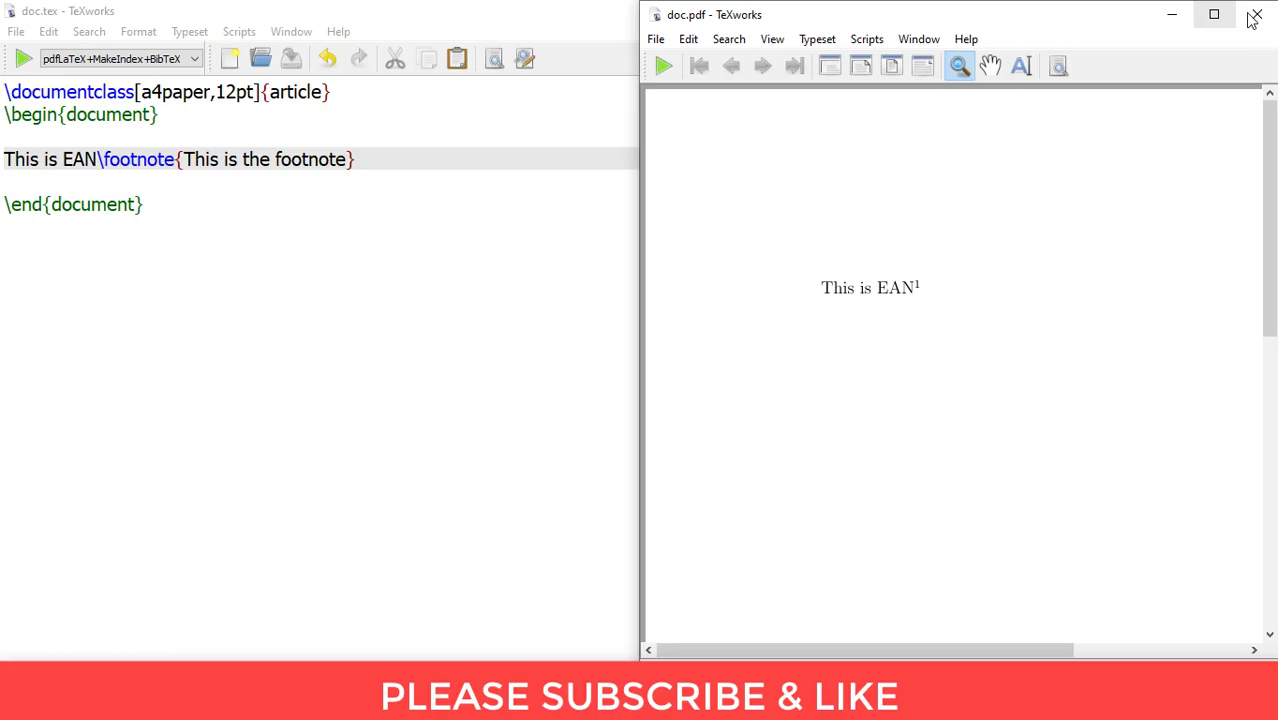 doc.tex - TeXworks
File Edit Search Format Typeset Scripts Window Help
pdfLaTeX+MakeIndex+BibTeX
\documentclass[a4paper,12pt]{article}
\begin{document}
This is EAN\footnote{This is the footnote}
\end{document}
doc.pdf - TeXworks
File Edit Search View Typeset Scripts Window Help
This is EAN¹
PLEASE SUBSCRIBE & LIKE